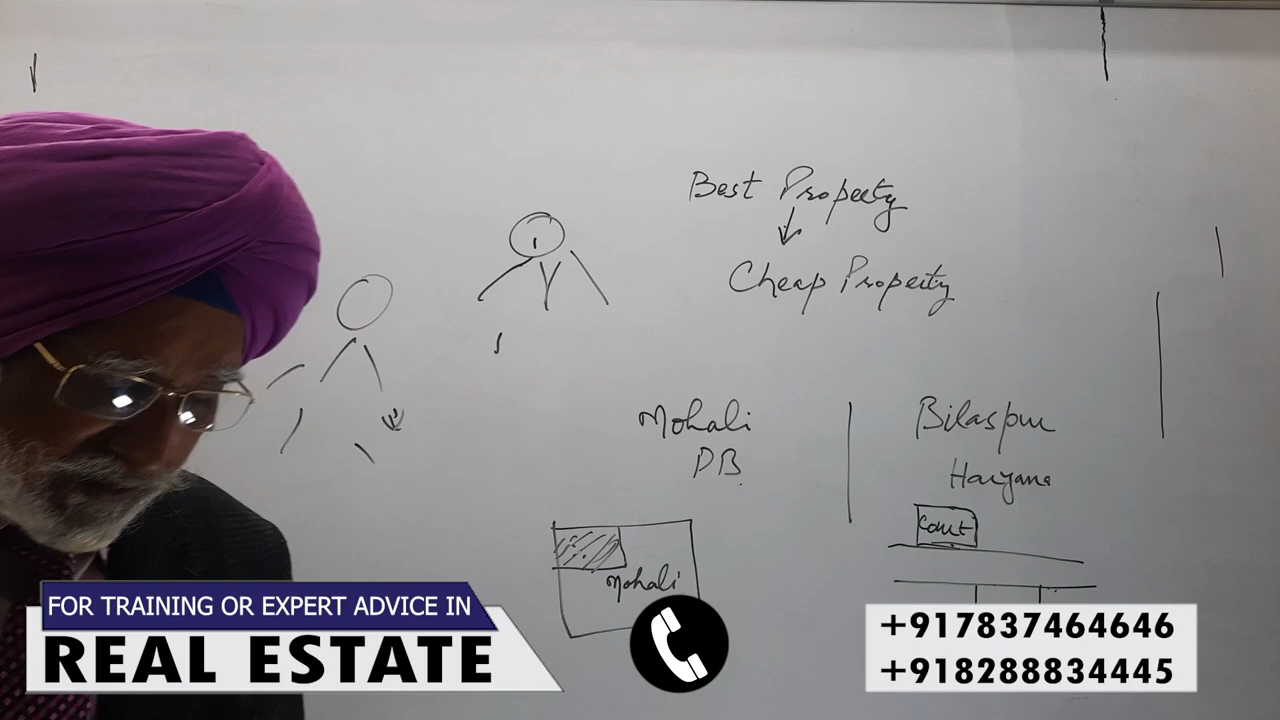 Best Property
Cheap Property
Mohali
PB.
Bilaspur
Haryana
Court
Mohali
FOR TRAINING OR EXPERT ADVICE IN
REAL ESTATE
+917837464646
+918288834445